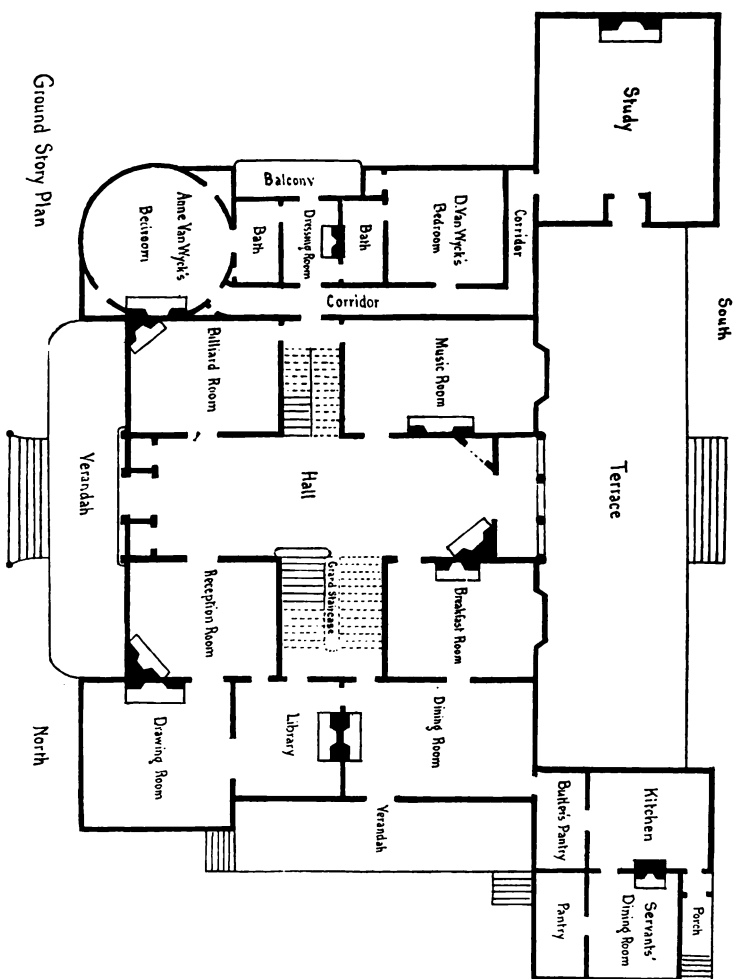 Ground Story Plan
Study
South
Balcony
Anne Van Wyck's
Bedroom
Bath
Dressing Room
Bath
D. Van Wyck's
Bedroom
Corridor
Corridor
Billiard Room
Music Room
Verandah
Hall
Terrace
Reception Room
Grand Staircase
Breakfast Room
North
Drawing Room
Library
Dining Room
Verandah
Butler's Pantry
Kitchen
Pantry
Servants'
Dining Room
Porch